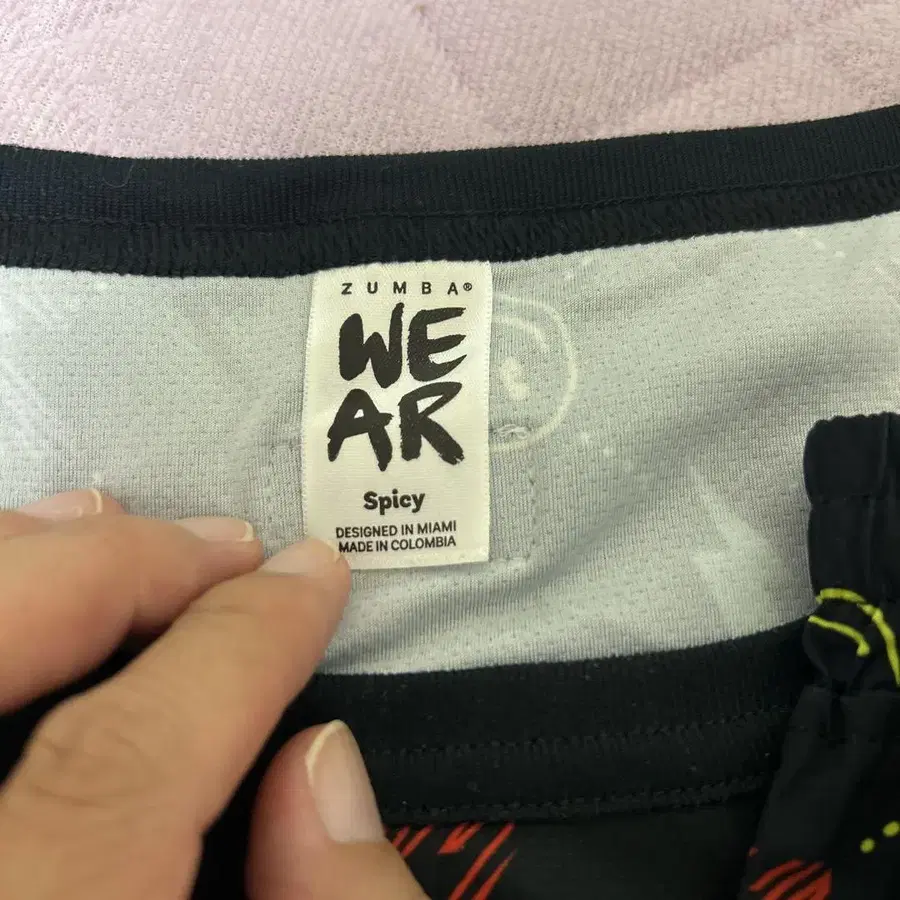 ZUMBA®
WE
AR
Spicy
DESIGNED IN MIAMI
MADE IN COLOMBIA